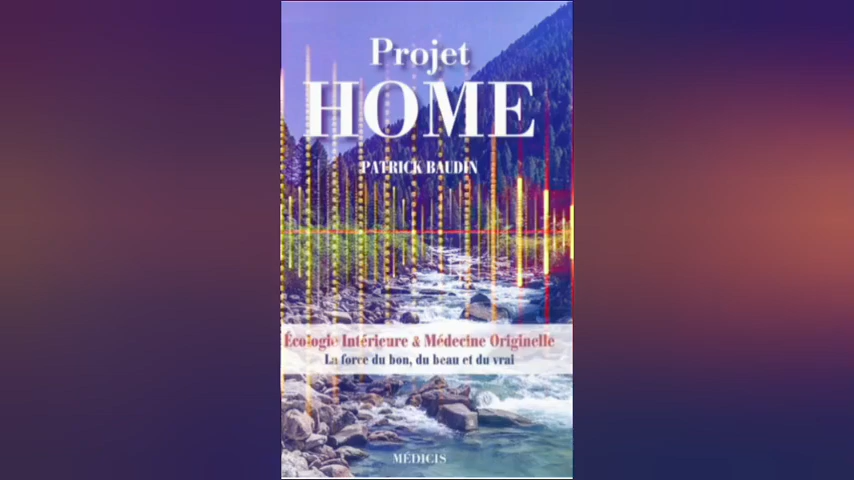 Projet
HOME
PATRICK BAUDIN
Écologie Intérieure & Médecine Originelle
La force du bon, du beau et du vrai
MÉDICIS